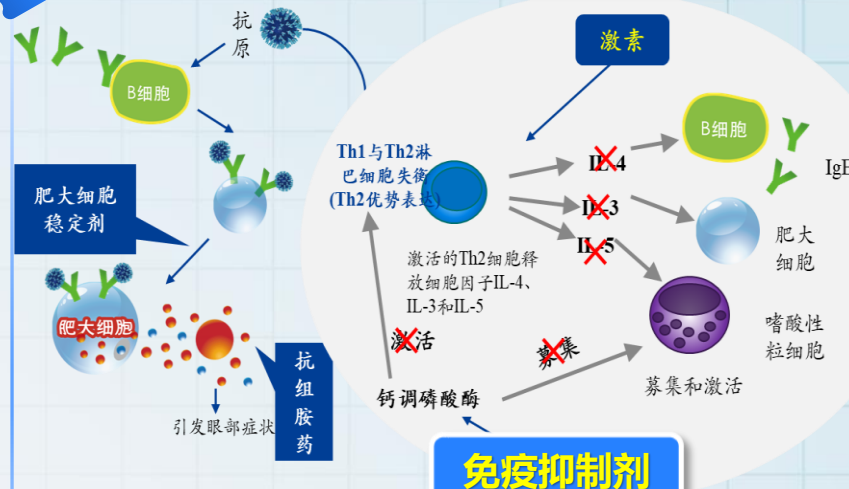 抗
原
B细胞
肥大细胞
稳定剂
肥大细胞
抗
组
胺
药
引发眼部症状
激素
Th1与Th2淋
巴细胞失衡
(Th2优势表达)
IL-4
IL-3
IL-5
B细胞
IgE
肥大
细胞
激活的Th2细胞释
放细胞因子IL-4、
IL-3和IL-5
嗜酸性
粒细胞
激活
募集
募集和激活
钙调磷酸酶
免疫抑制剂